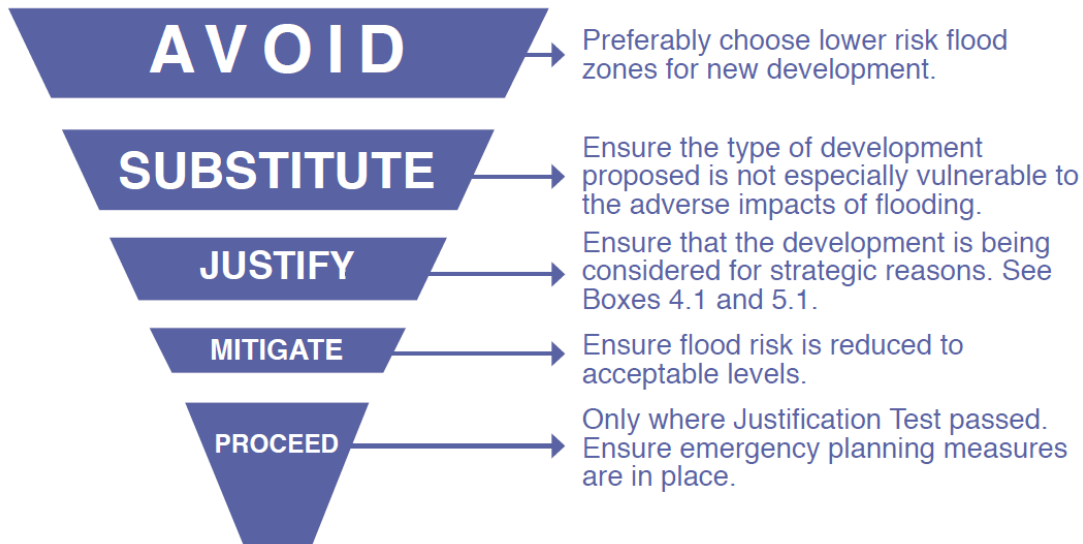 AVOID
Preferably choose lower risk flood
zones for new development.
SUBSTITUTE
Ensure the type of development
proposed is not especially vulnerable to
the adverse impacts of flooding.
JUSTIFY
Ensure that the development is being
considered for strategic reasons. See
Boxes 4.1 and 5.1.
MITIGATE
Ensure flood risk is reduced to
acceptable levels.
PROCEED
Only where Justification Test passed.
Ensure emergency planning measures
are in place.